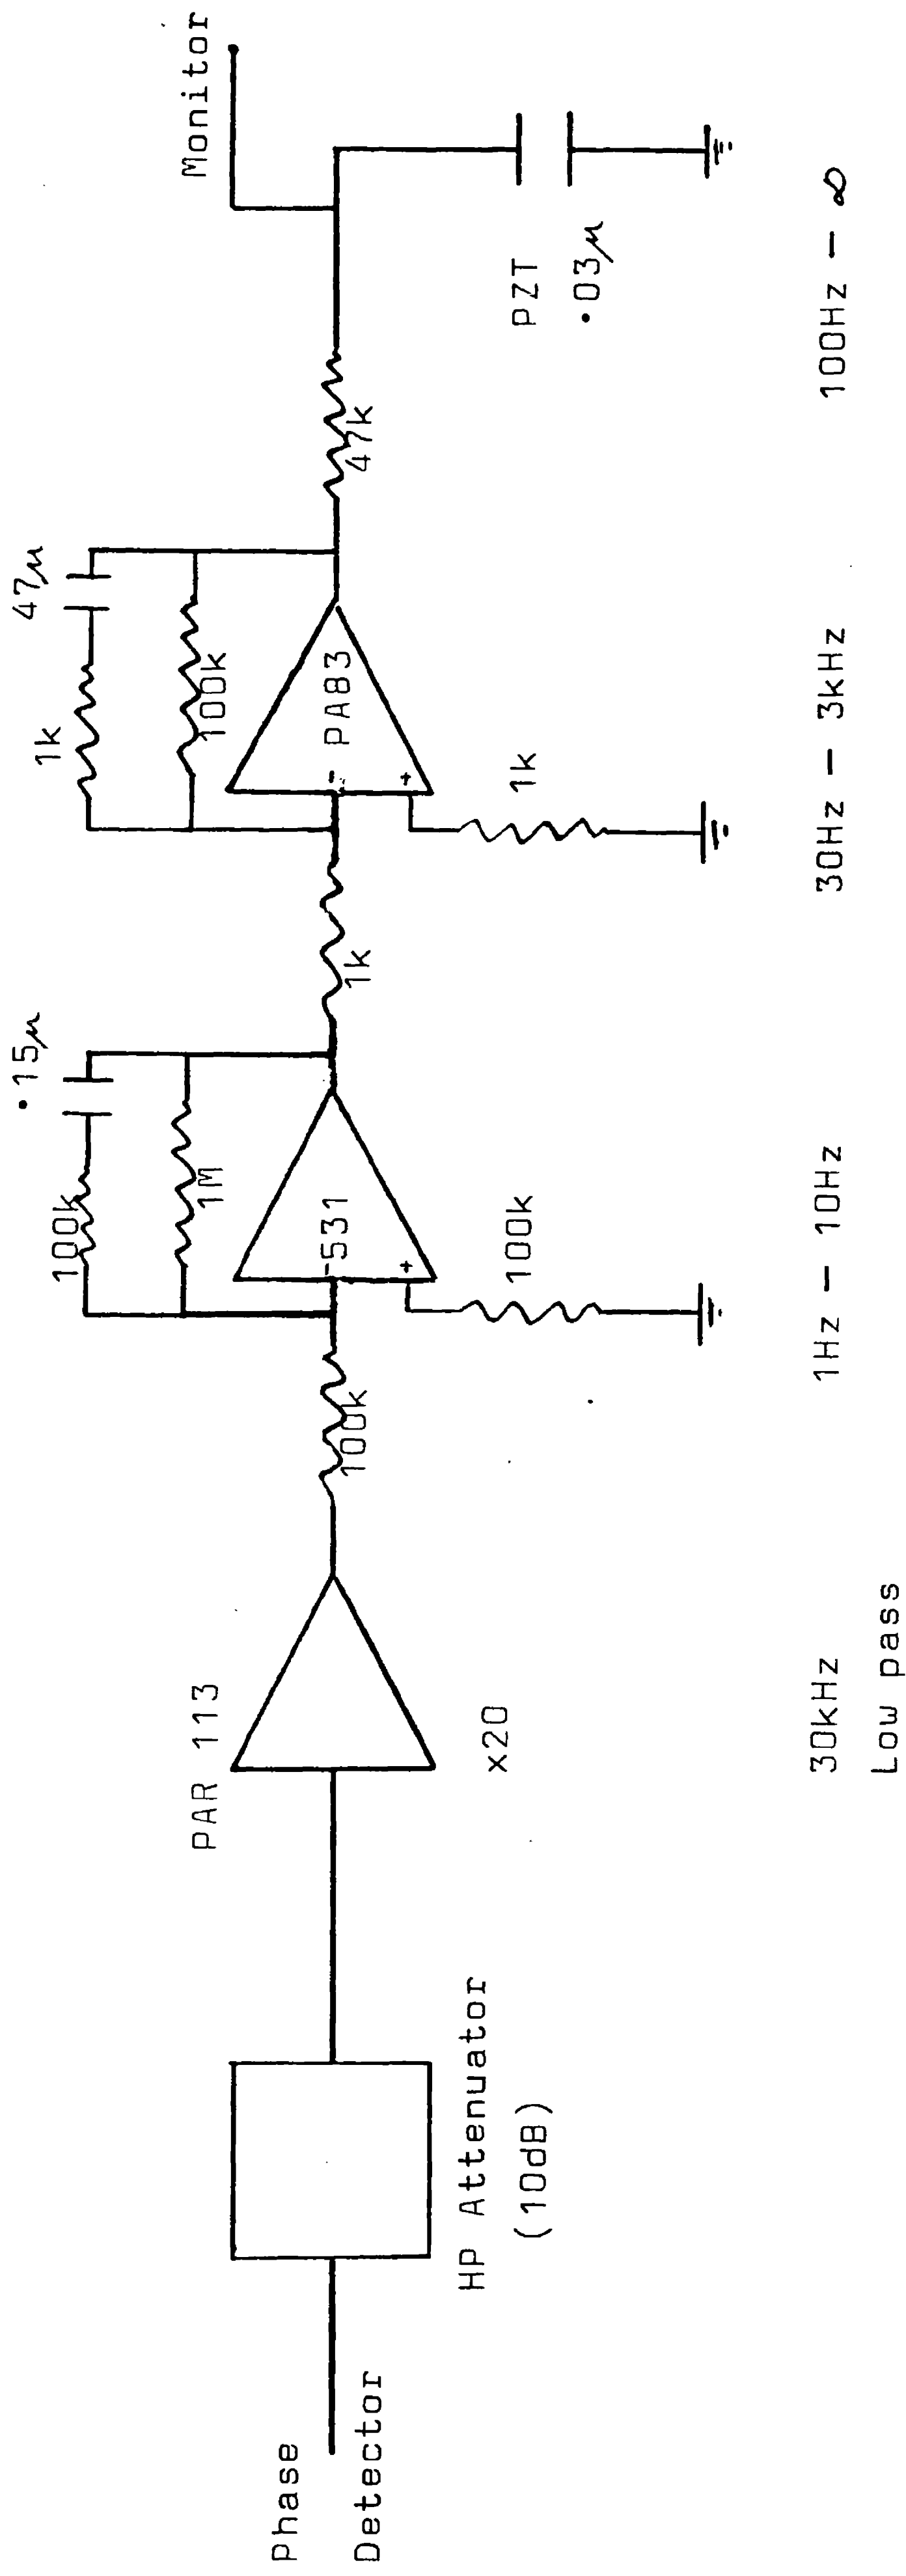 Phase
Detector
HP Attenuator
(10dB)
PAR 113
x20
30kHz
Low pass
100k
100k
.15μ
1M
-
531
+
100k
1Hz - 10Hz
1k
1k
47μ
100k
-
PA83
+
1k
30Hz - 3kHz
47k
Monitor
PZT
.03μ
100Hz - ∞